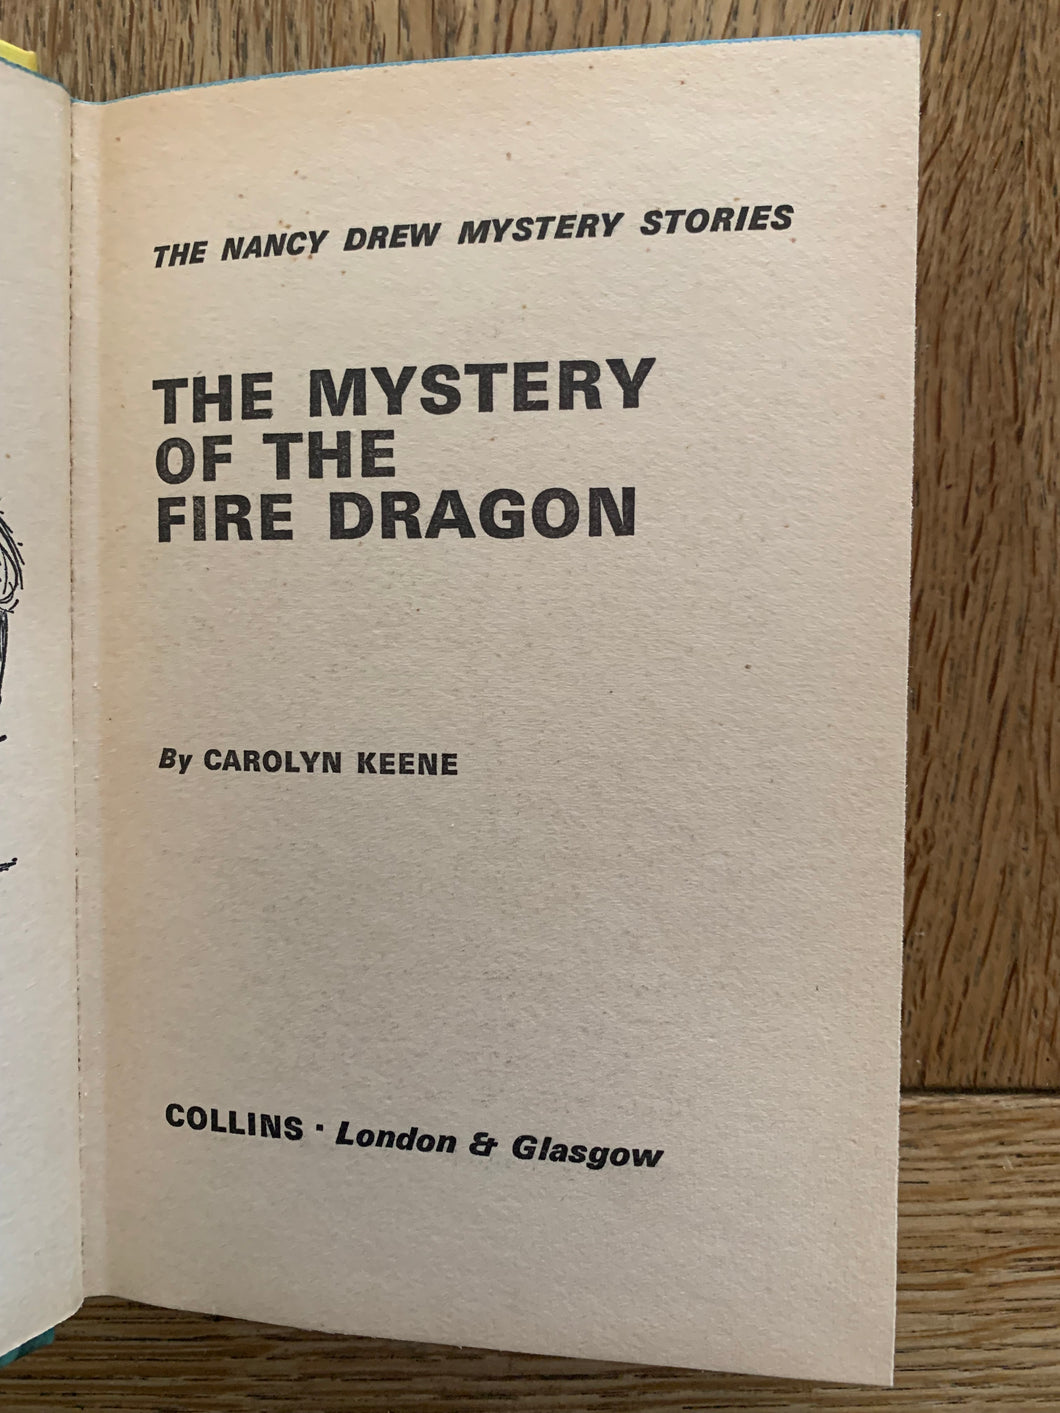 THE NANCY DREW MYSTERY STORIES
THE MYSTERY
OF THE
FIRE DRAGON
By CAROLYN KEENE
COLLINS · London & Glasgow